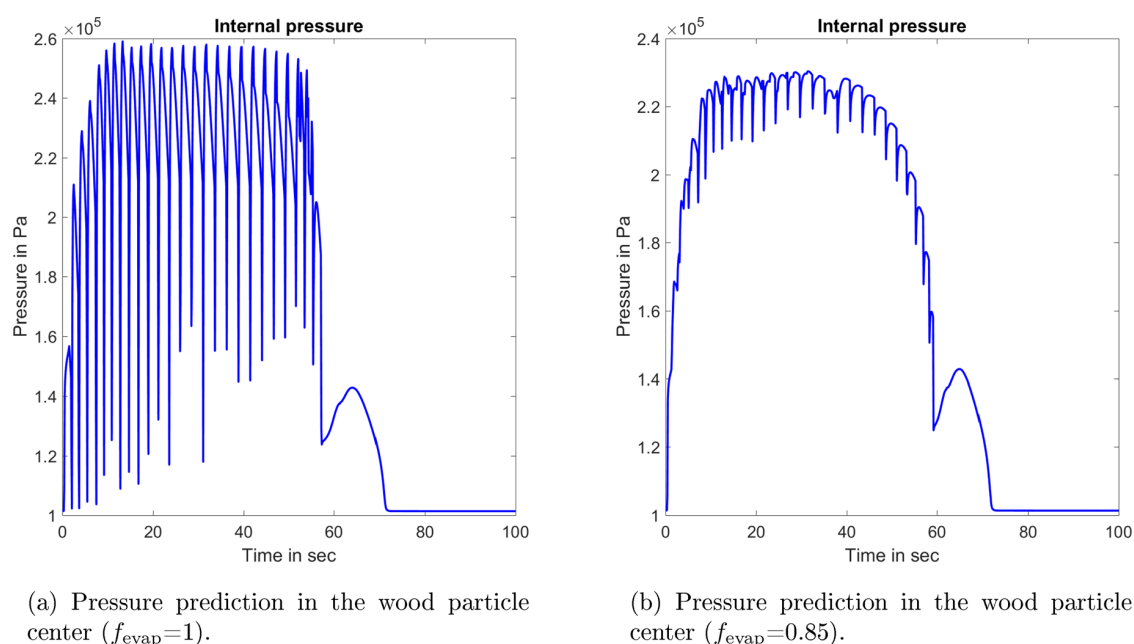 Internal pressure
×10⁵
2.6
2.4
2.2
2
1.8
1.6
1.4
1.2
1
Pressure in Pa
0 20 40 60 80 100
Time in sec
(a) Pressure prediction in the wood particle
center (f_evap=1).
Internal pressure
×10⁵
2.4
2.2
2
1.8
1.6
1.4
1.2
1
Pressure in Pa
0 20 40 60 80 100
Time in sec
(b) Pressure prediction in the wood particle
center (f_evap=0.85).